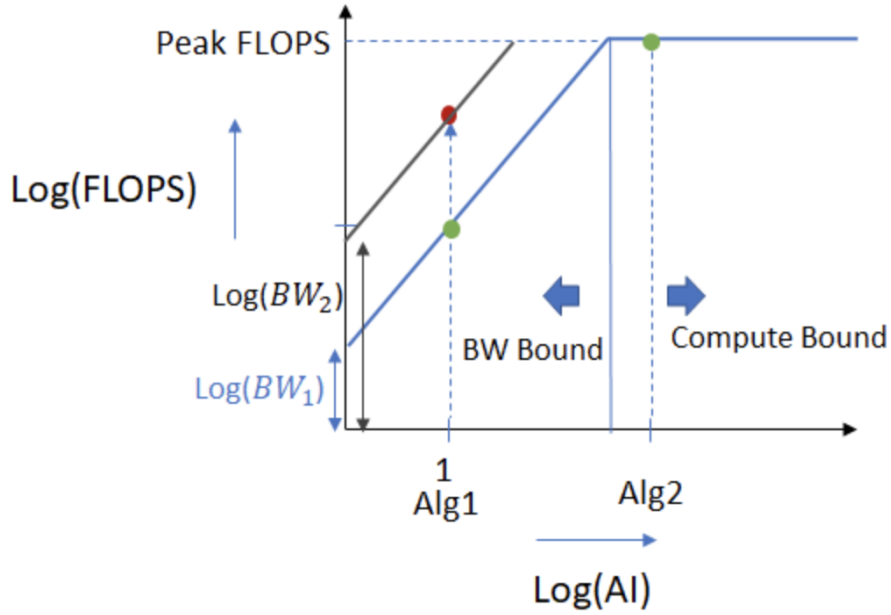 Peak FLOPS
Log(FLOPS)
Log(BW₂)
Log(BW₁)
BW Bound
Compute Bound
1
Alg1
Alg2
Log(AI)